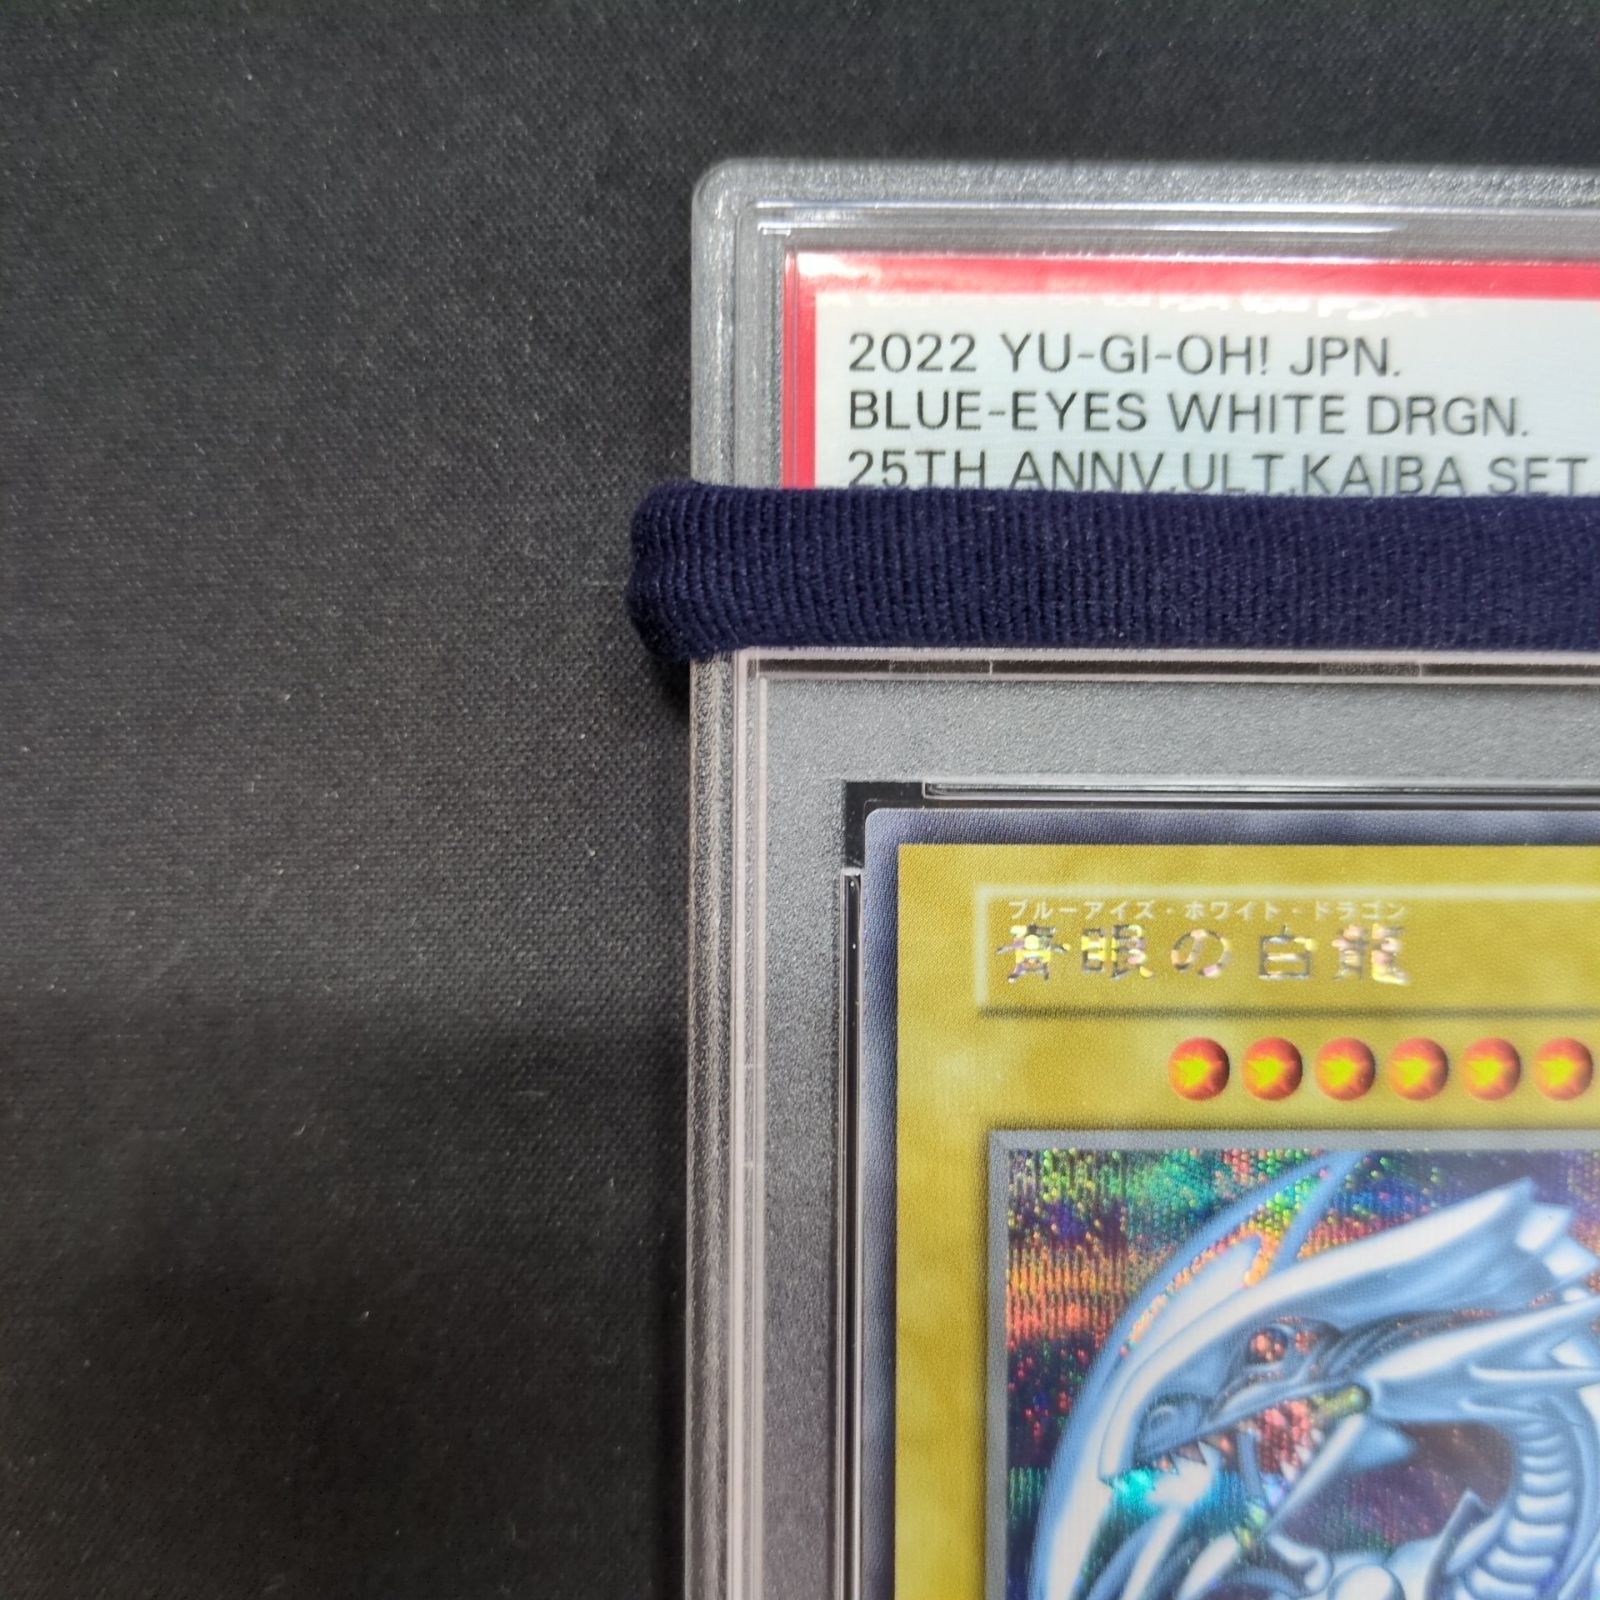 2022 YU-GI-OH! JPN.
BLUE-EYES WHITE DRGN.
25TH ANNV.ULT.KAIBA SET
ブルーアイズ・ホワイト・ドラゴン
青眼の白龍